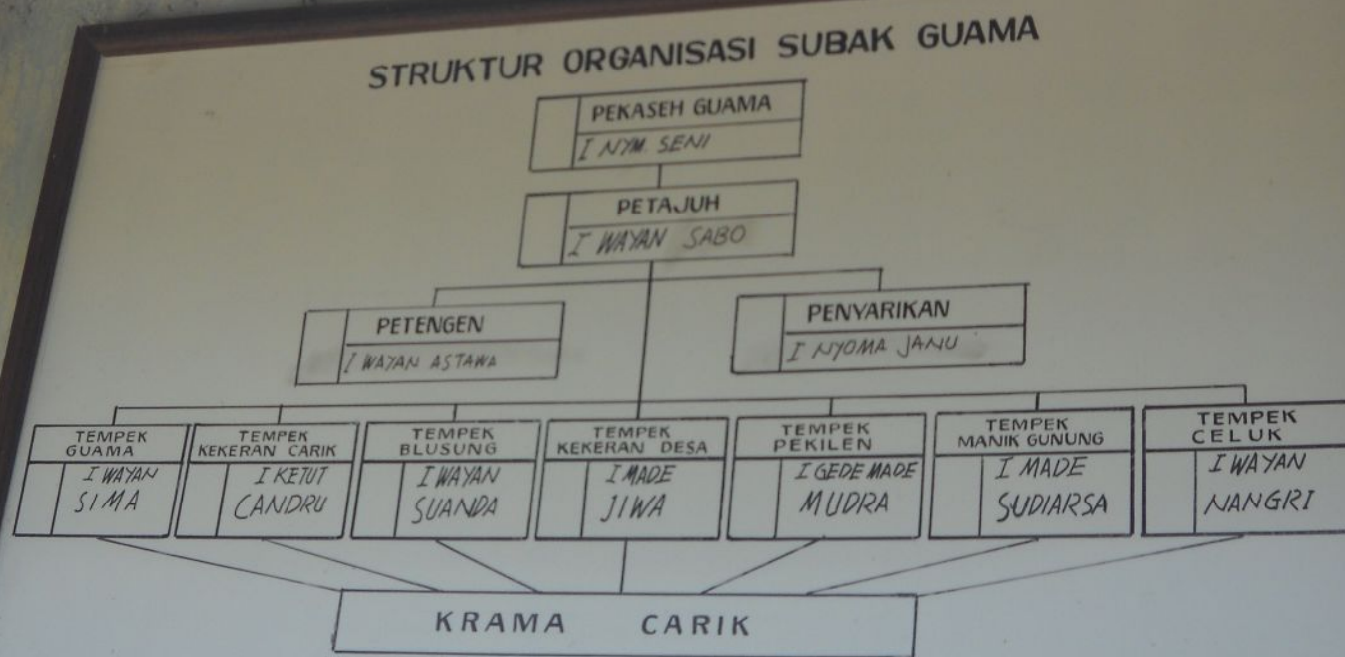 STRUKTUR ORGANISASI SUBAK GUAMA
PEKASEH GUAMA
I NYM. SENI
PETAJUH
I WAYAN SABO
PETENGEN
I WAYAN ASTAWA
PENYARIKAN
I NYOMA JANU
TEMPEK
GUAMA
I WAYAN
SIMA
TEMPEK
KEKERAN CARIK
I KETUT
CANDRU
TEMPEK
BLUSUNG
I WAYAN
SUANDA
TEMPEK
KEKERAN DESA
I MADE
JIWA
TEMPEK
PEKILEN
I GEDE MADE
MUDRA
TEMPEK
MANIK GUNUNG
I MADE
SUDIARSA
TEMPEK
CELUK
I WAYAN
NANGRI
KRAMA CARIK